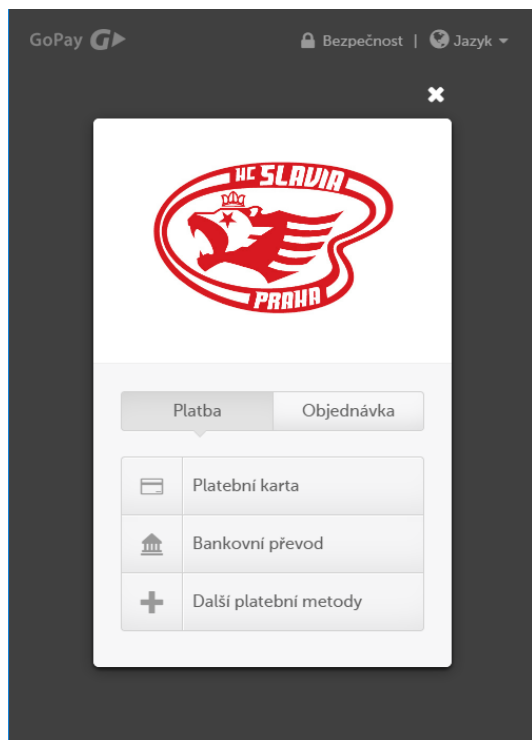 GoPay
Bezpečnost | Jazyk
HC SLAVIA
PRAHA
Platba
Objednávka
Platební karta
Bankovní převod
Další platební metody